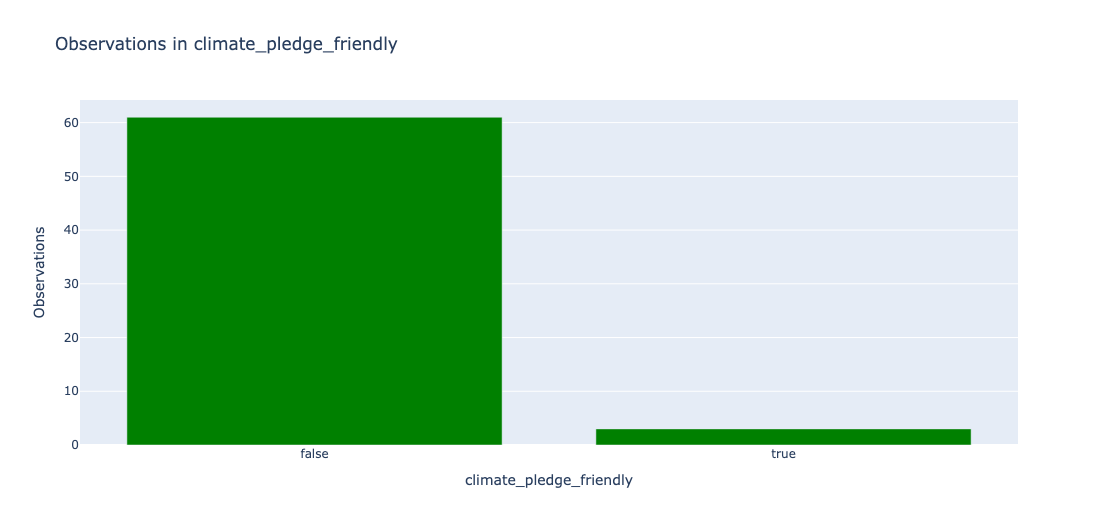 Observations in climate_pledge_friendly
Observations
60
50
40
30
20
10
0
false
true
climate_pledge_friendly